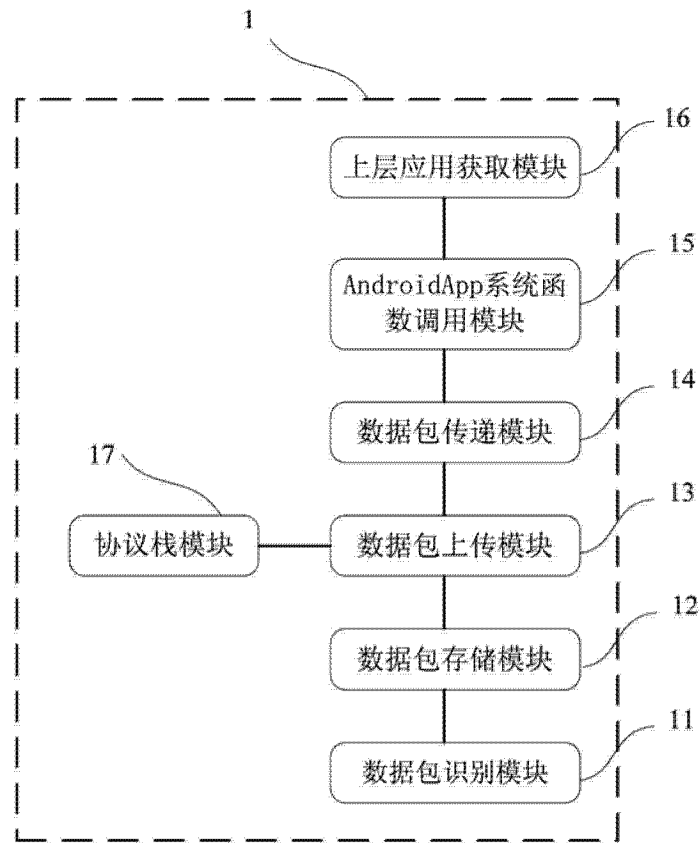 1
16
上层应用获取模块
15
AndroidApp系统函
数调用模块
14
数据包传递模块
17
13
协议栈模块
数据包上传模块
12
数据包存储模块
11
数据包识别模块